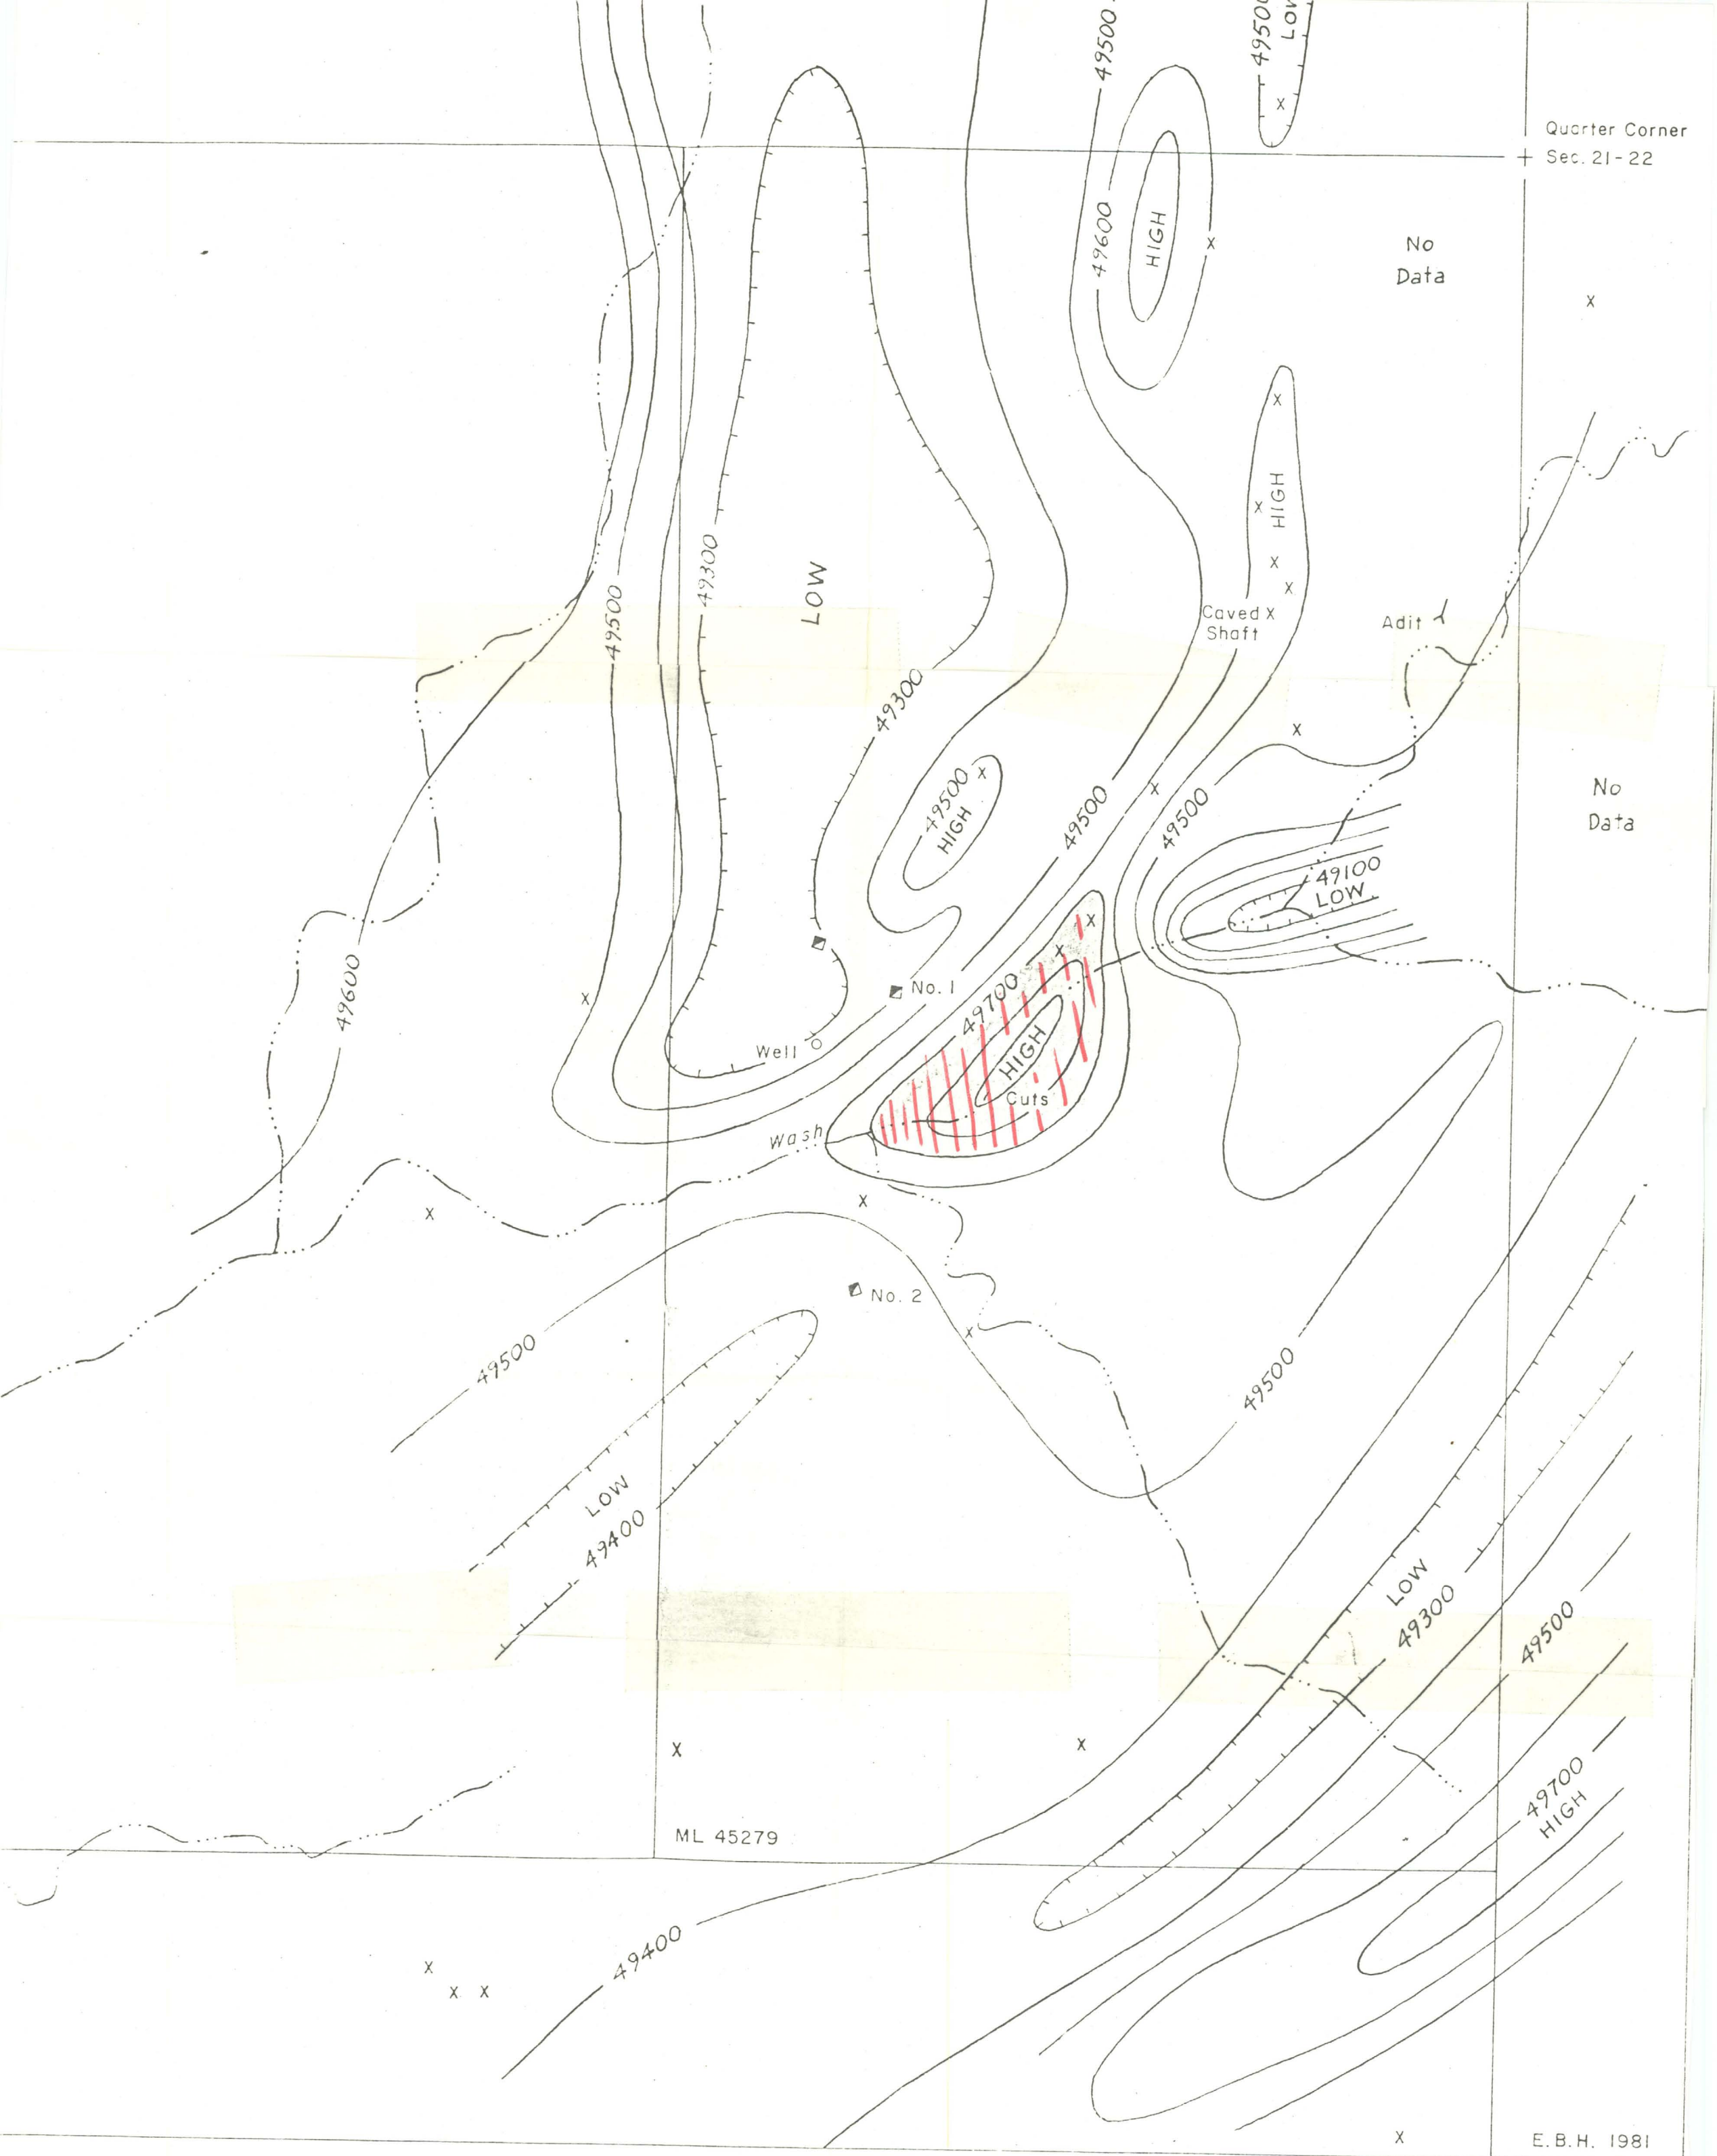 49500
49500
LOW
Quarter Corner
Sec. 21-22
HIGH
49600
No
Data
HIGH
49300
LOW
49500
Caved
Shaft
Adit
49300
49500
HIGH
49500
49500
No
Data
49100
LOW
49600
No. 1
49700
HIGH
Well
Cuts
Wash
No. 2
49500
49500
LOW
49400
LOW
49300
49500
49700
HIGH
ML 45279
49400
E.B.H. 1981